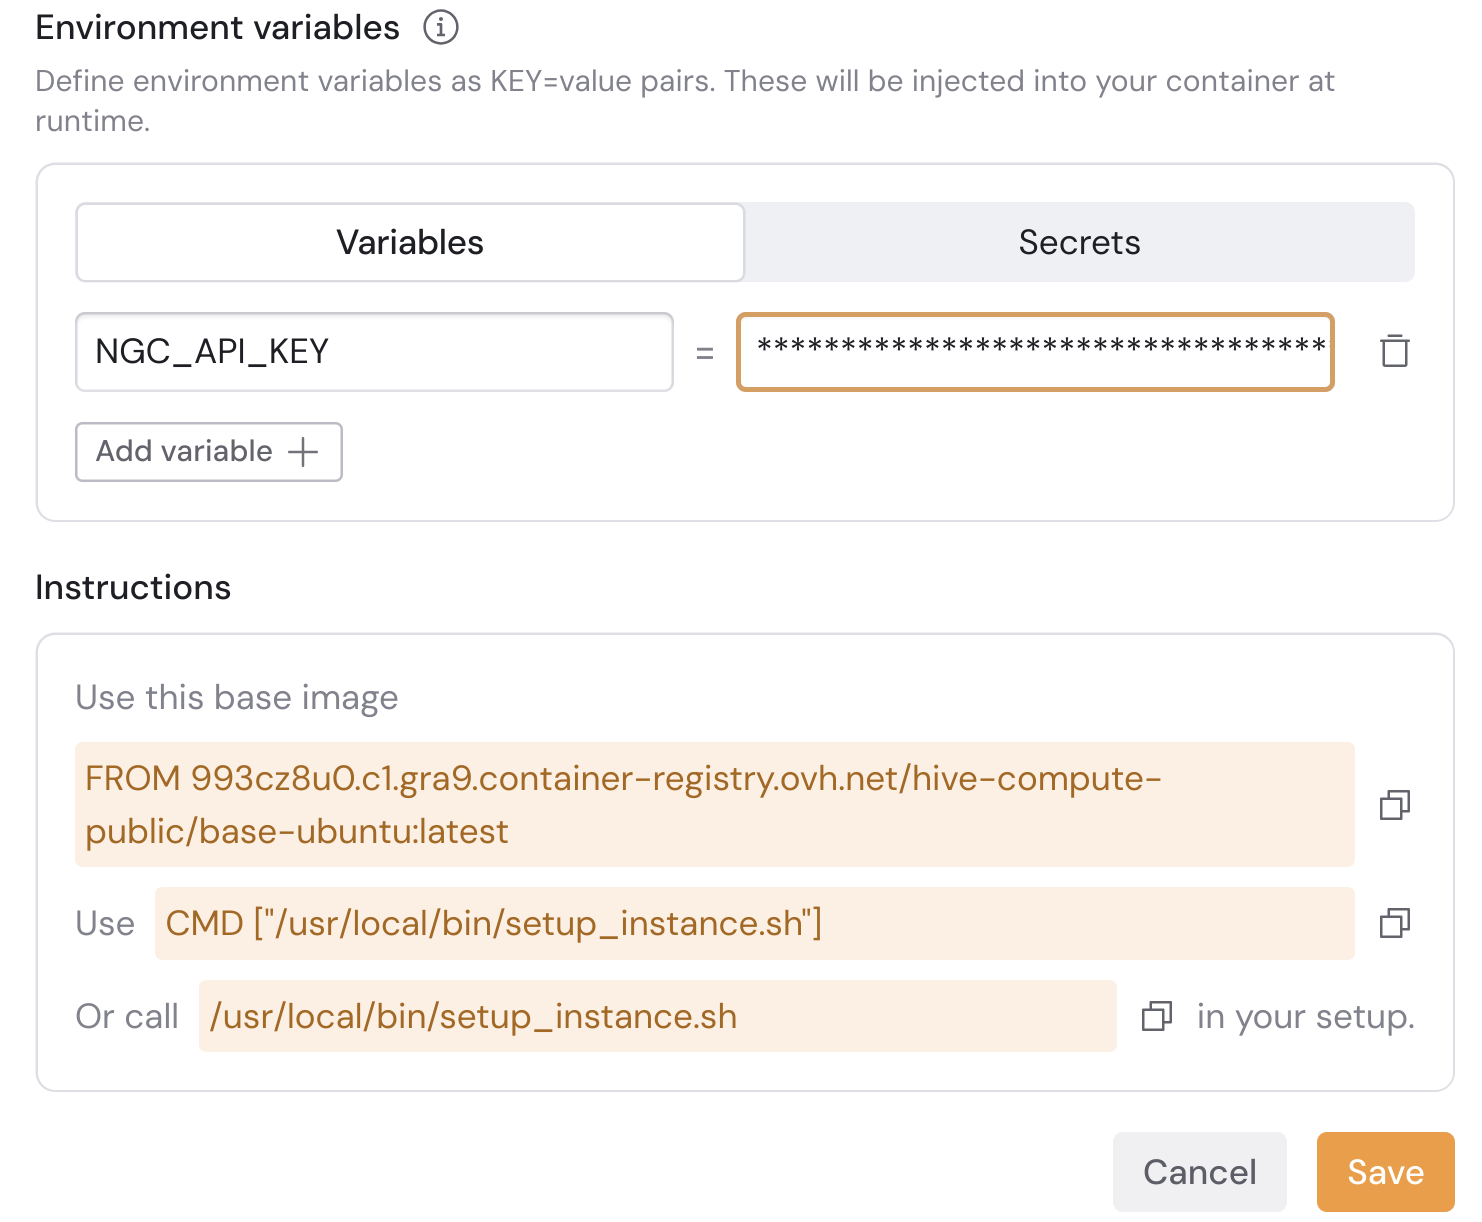 Environment variables
Define environment variables as KEY=value pairs. These will be injected into your container at
runtime.
Variables
Secrets
NGC_API_KEY = **********************************
Add variable
Instructions
Use this base image
FROM 993cz8u0.c1.gra9.container-registry.ovh.net/hive-compute-
public/base-ubuntu:latest
Use CMD ["/usr/local/bin/setup_instance.sh"]
Or call /usr/local/bin/setup_instance.sh in your setup.
Cancel
Save